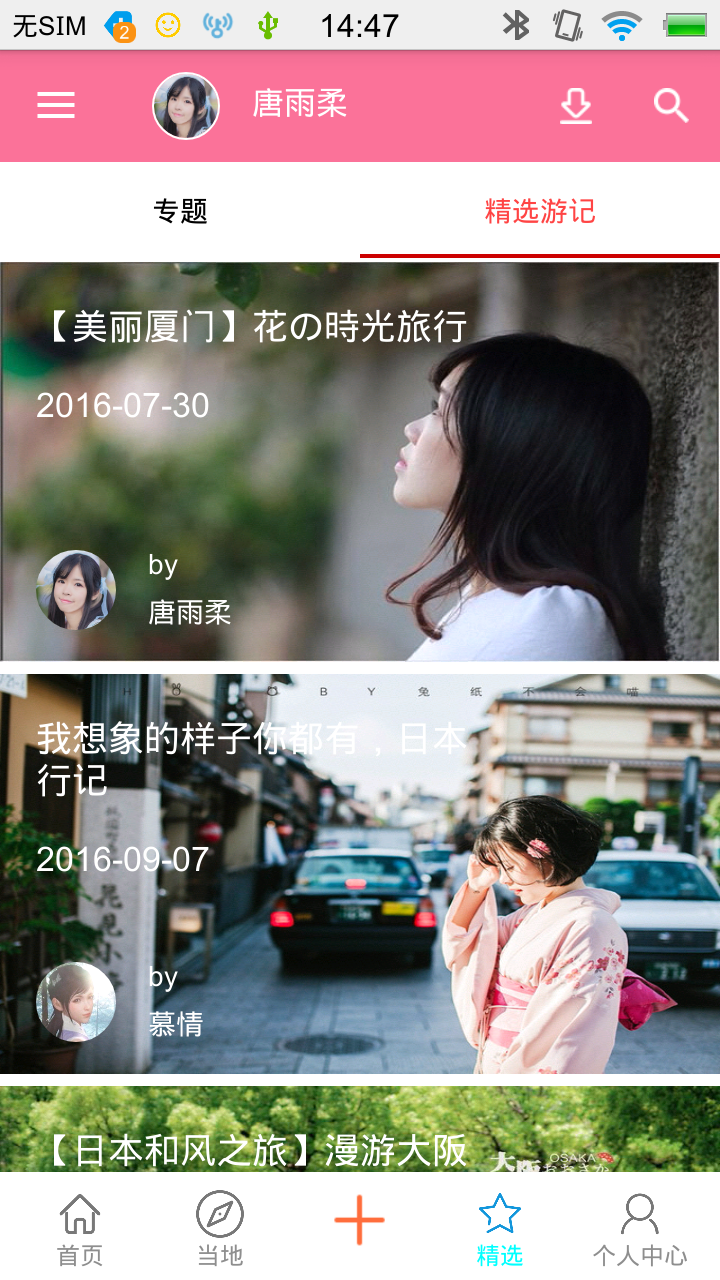 无SIM 2 14:47
唐雨柔
专题 精选游记
【美丽厦门】花の時光旅行
2016-07-30
by
唐雨柔
H B Y 兔 纸 不 会 喵
我想象的样子你都有，日本
行记
2016-09-07
by
慕情
【日本和风之旅】漫游大阪
大阪 OSAKA おおさか
首页 当地 精选 个人中心